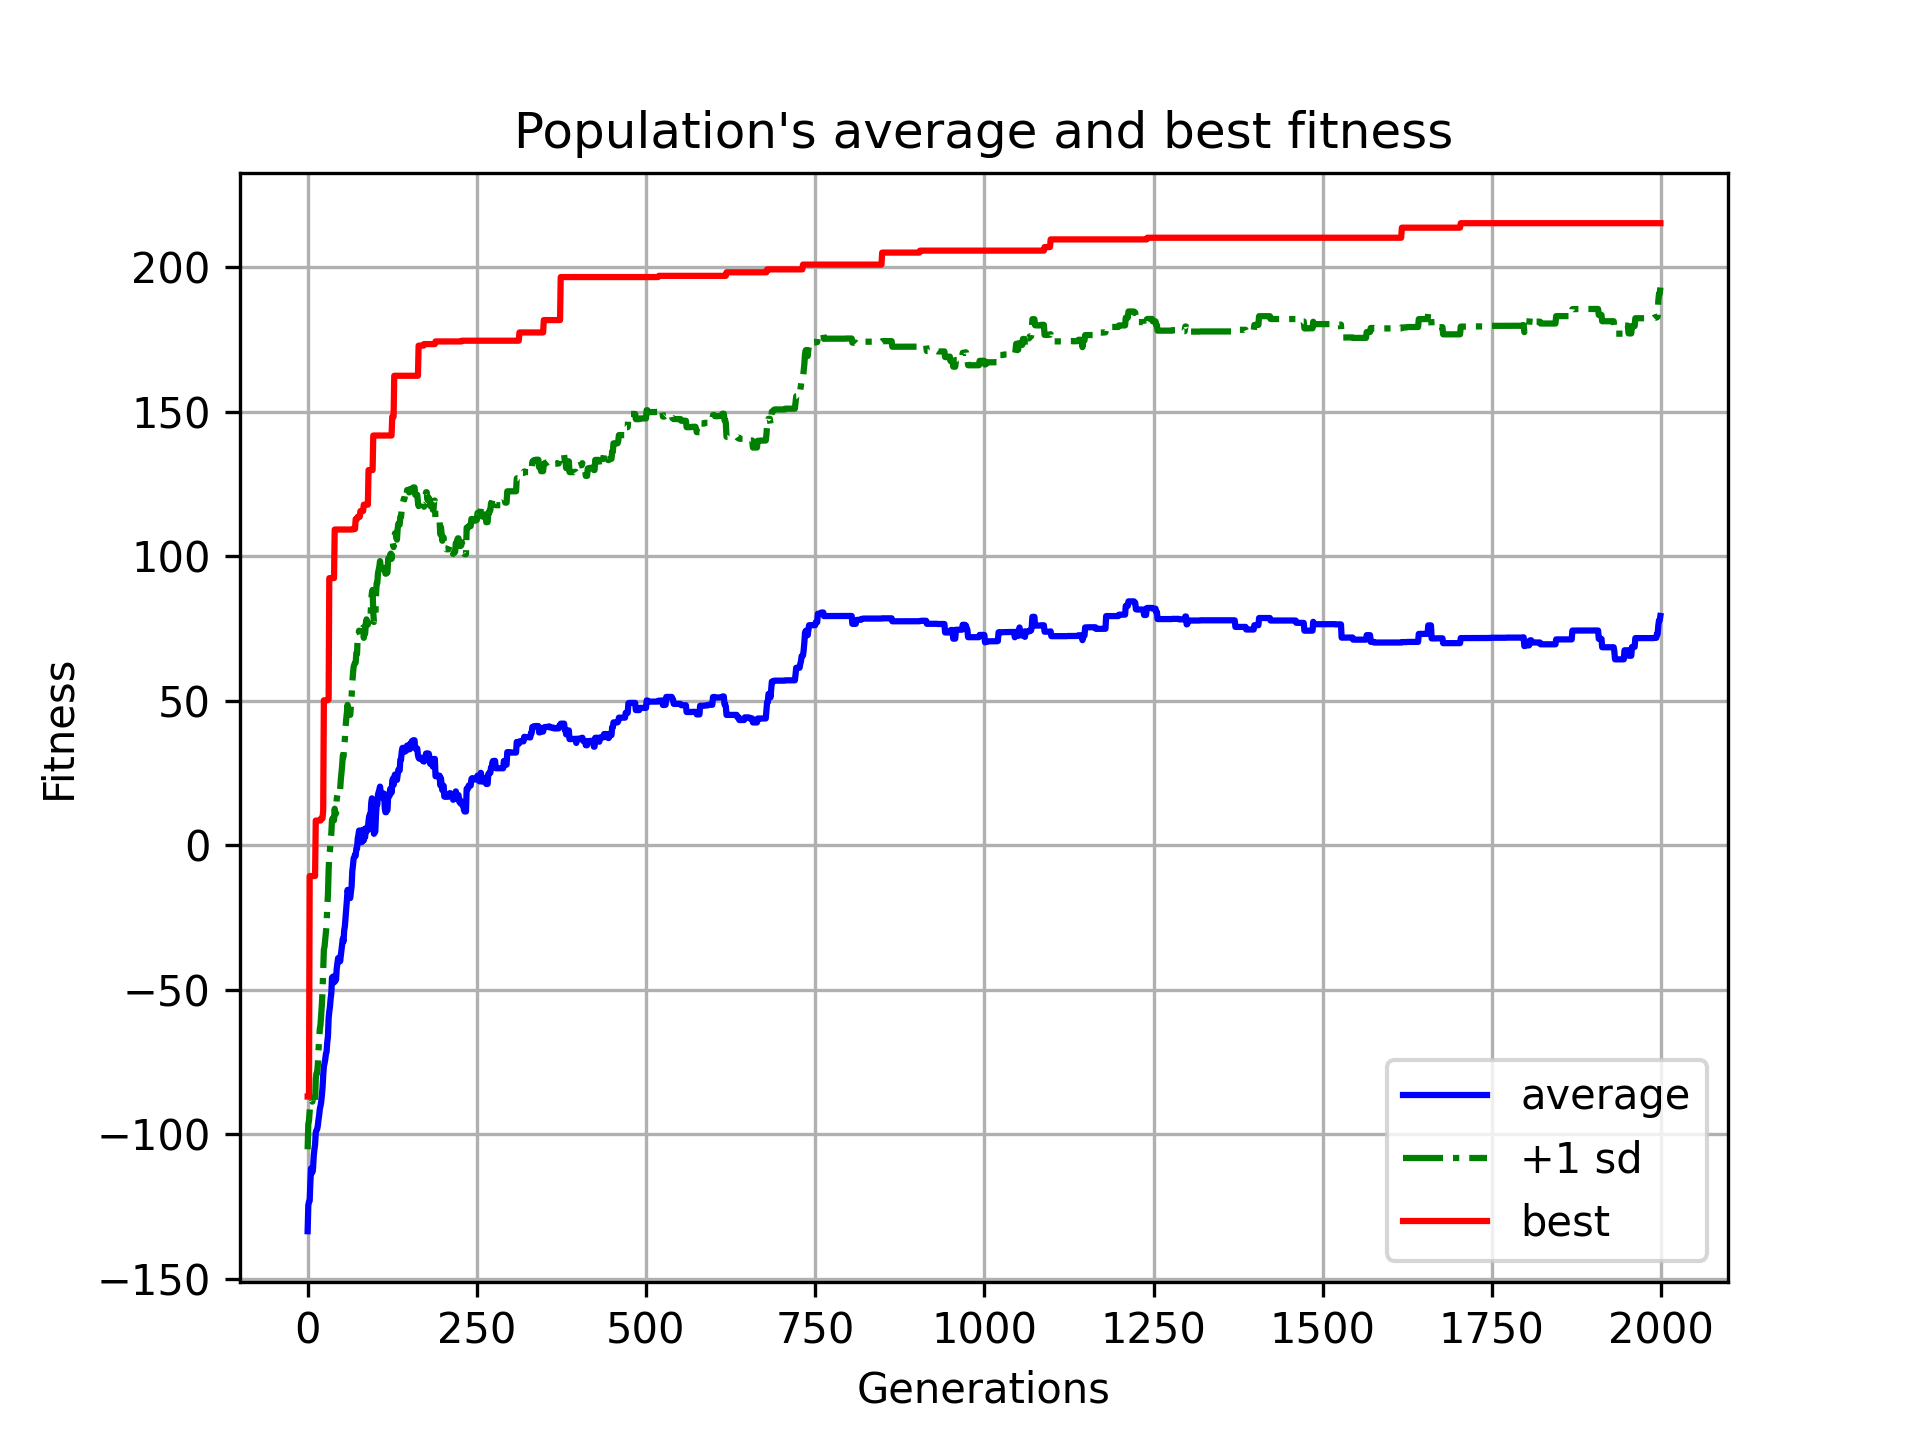 Population's average and best fitness
Fitness
200
150
100
50
0
−50
−100
−150
0 250 500 750 1000 1250 1500 1750 2000
Generations
average
+1 sd
best